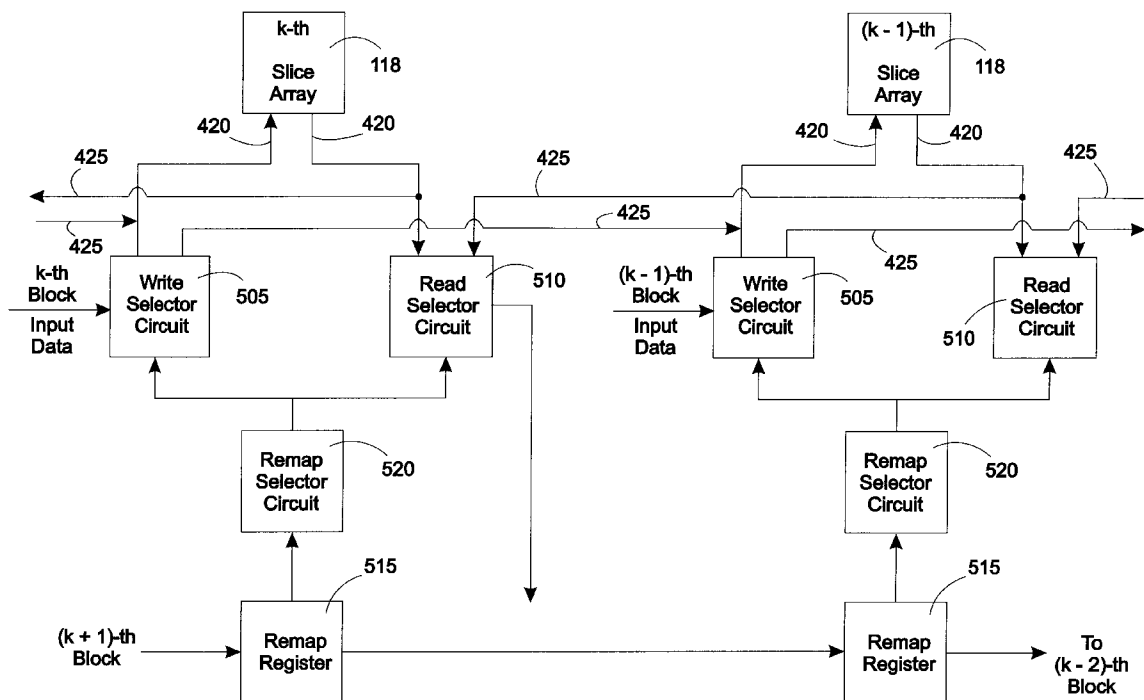 k-th
Slice
Array
118
(k - 1)-th
Slice
Array
118
420
420
420
420
425
425
425
425
425
425
k-th
Block
Input
Data
Write
Selector
Circuit
505
Read
Selector
Circuit
510
(k - 1)-th
Block
Input
Data
Write
Selector
Circuit
505
Read
Selector
Circuit
510
Remap
Selector
Circuit
520
Remap
Selector
Circuit
520
515
515
(k + 1)-th
Block
Remap
Register
Remap
Register
To
(k - 2)-th
Block